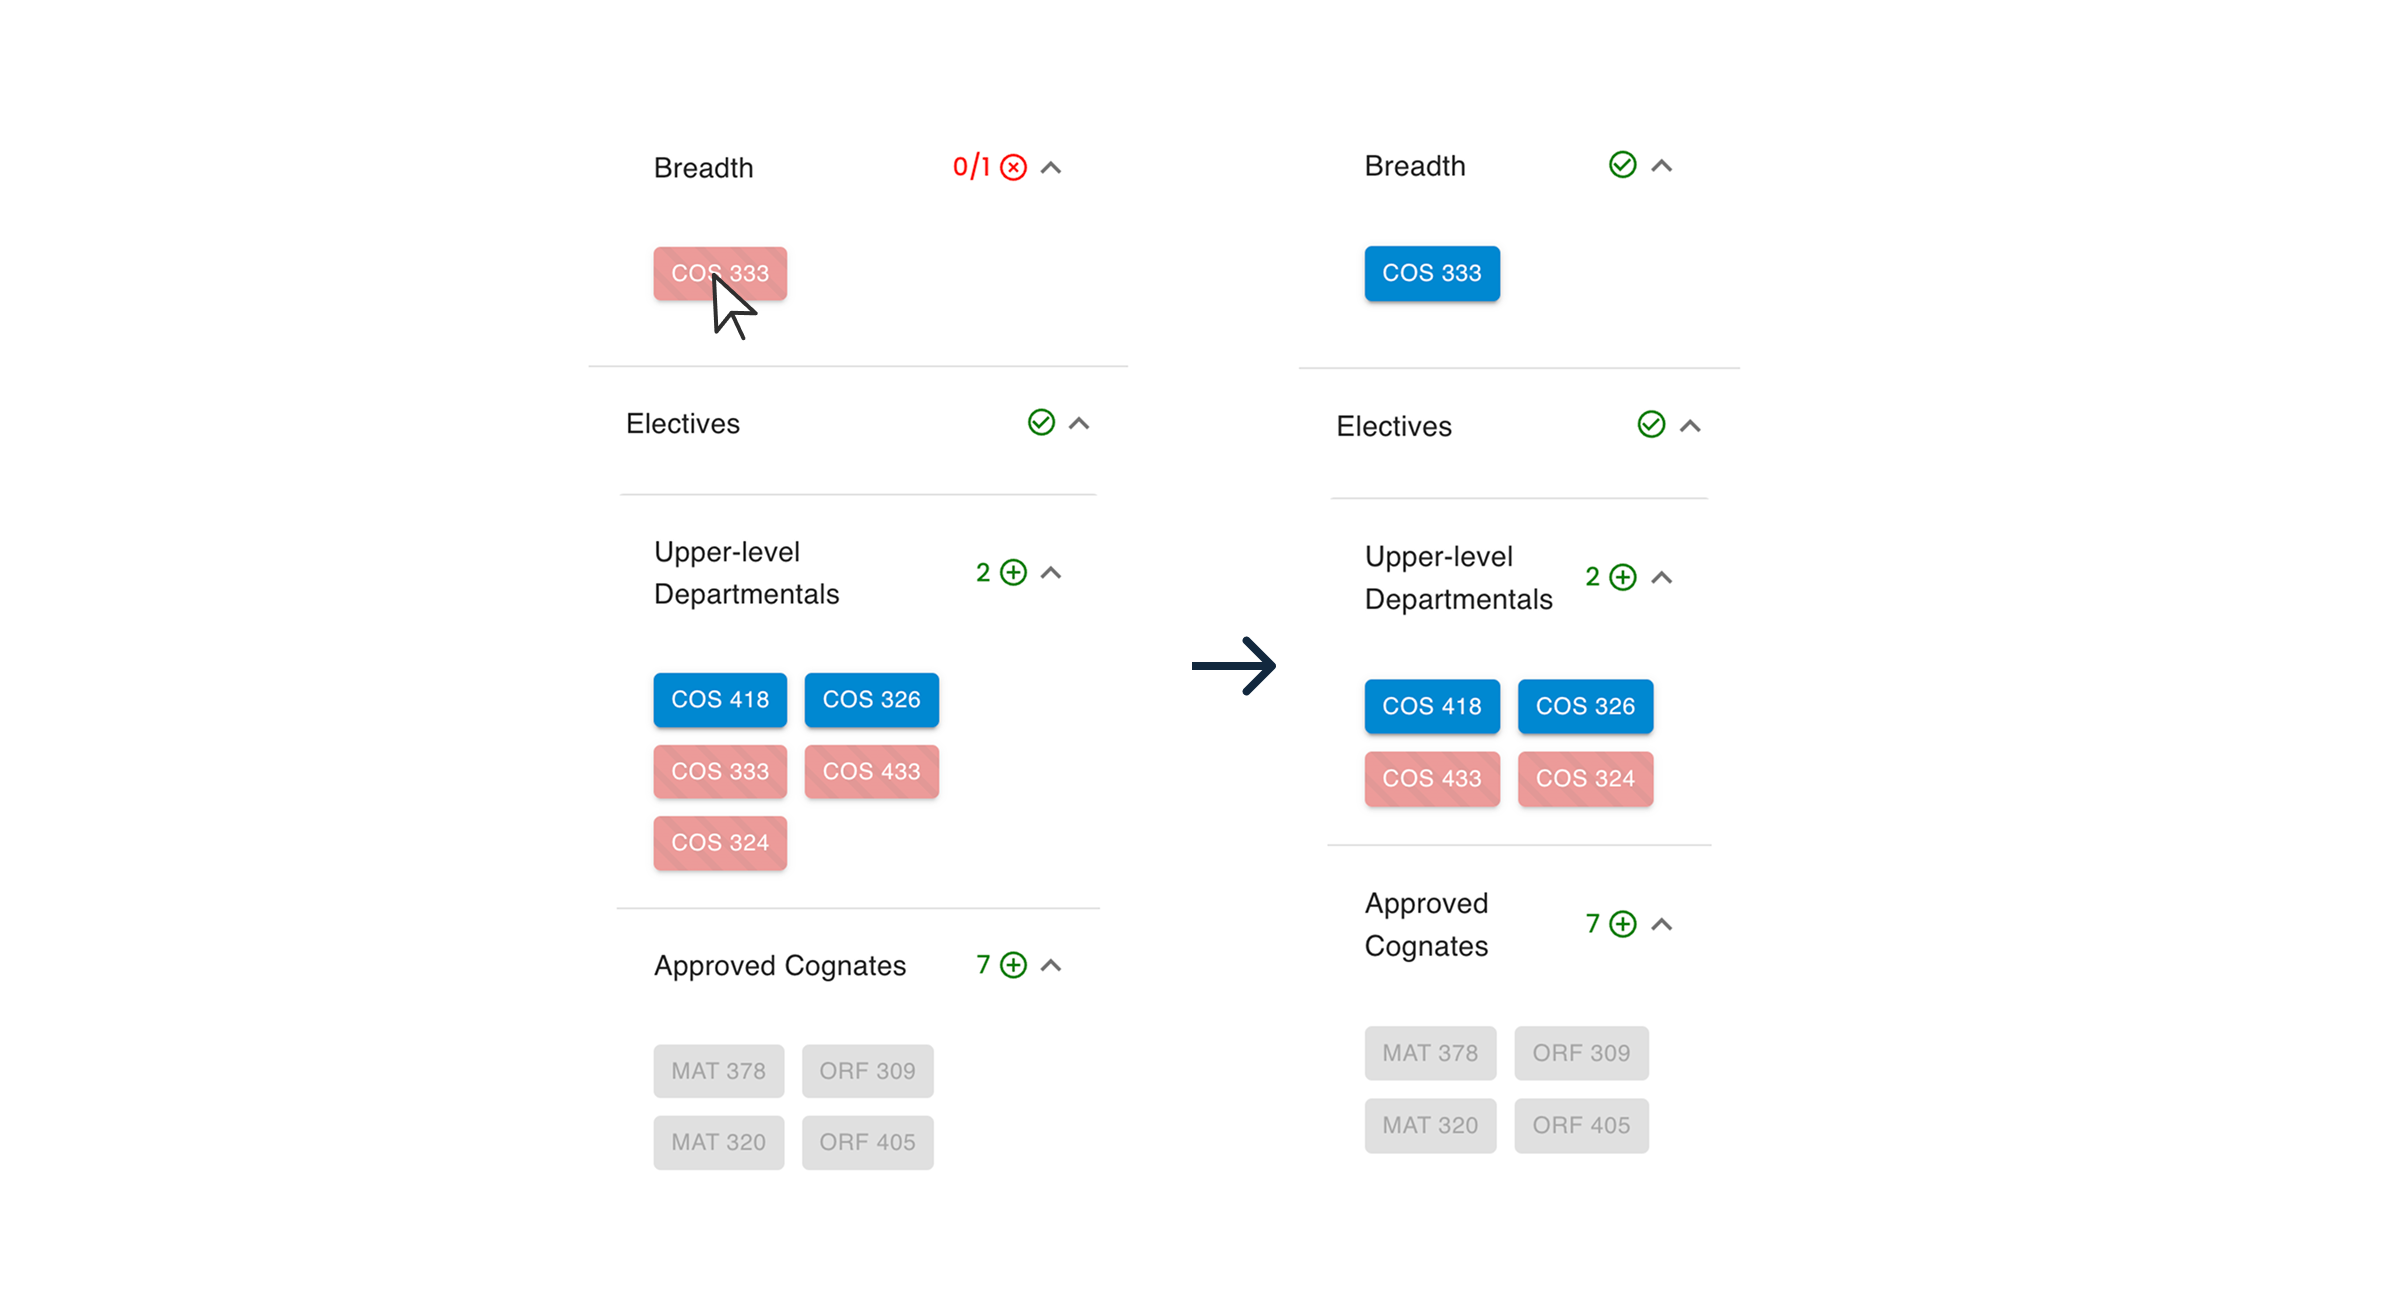 Breadth 0/1
COS 333
Electives
Upper-level
Departmentals
2
COS 418 COS 326
COS 333 COS 433
COS 324
Approved Cognates 7
MAT 378 ORF 309
MAT 320 ORF 405
Breadth
COS 333
Electives
Upper-level
Departmentals
2
COS 418 COS 326
COS 433 COS 324
Approved
Cognates
7
MAT 378 ORF 309
MAT 320 ORF 405